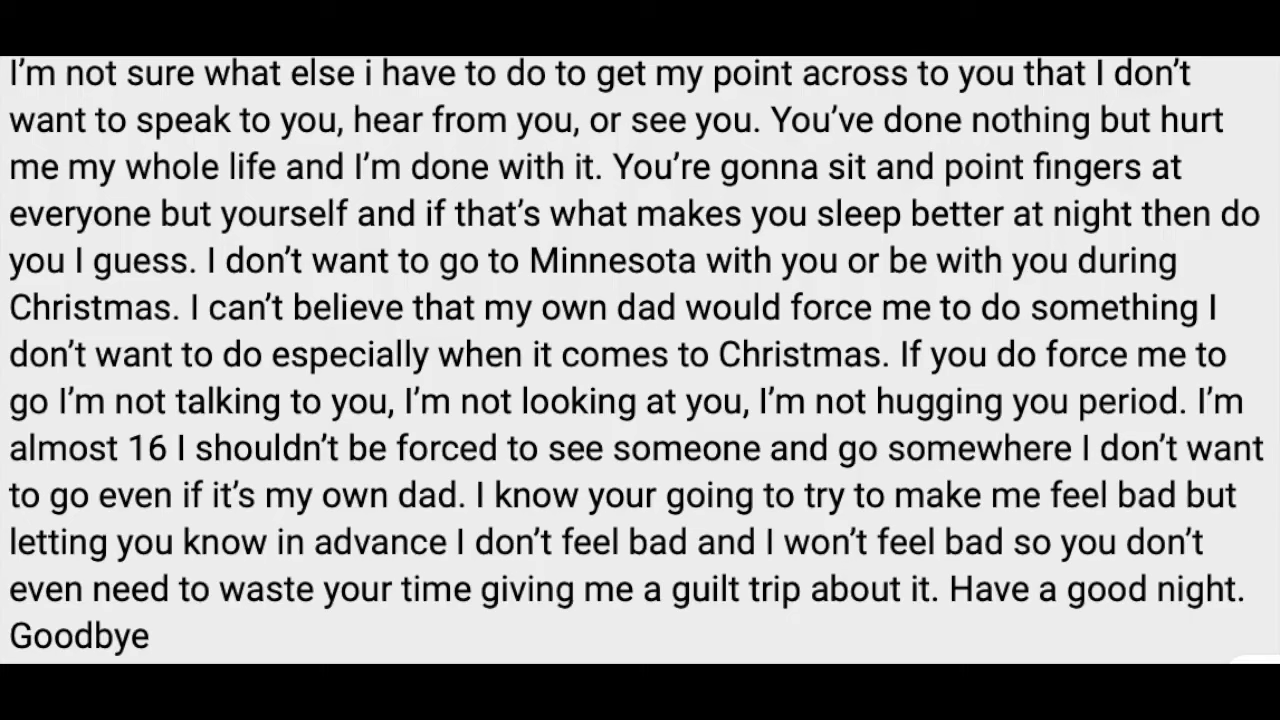 I’m not sure what else i have to do to get my point across to you that I don’t
want to speak to you, hear from you, or see you. You’ve done nothing but hurt
me my whole life and I’m done with it. You’re gonna sit and point fingers at
everyone but yourself and if that’s what makes you sleep better at night then do
you I guess. I don’t want to go to Minnesota with you or be with you during
Christmas. I can’t believe that my own dad would force me to do something I
don’t want to do especially when it comes to Christmas. If you do force me to
go I’m not talking to you, I’m not looking at you, I’m not hugging you period. I’m
almost 16 I shouldn’t be forced to see someone and go somewhere I don’t want
to go even if it’s my own dad. I know your going to try to make me feel bad but
letting you know in advance I don’t feel bad and I won’t feel bad so you don’t
even need to waste your time giving me a guilt trip about it. Have a good night.
Goodbye